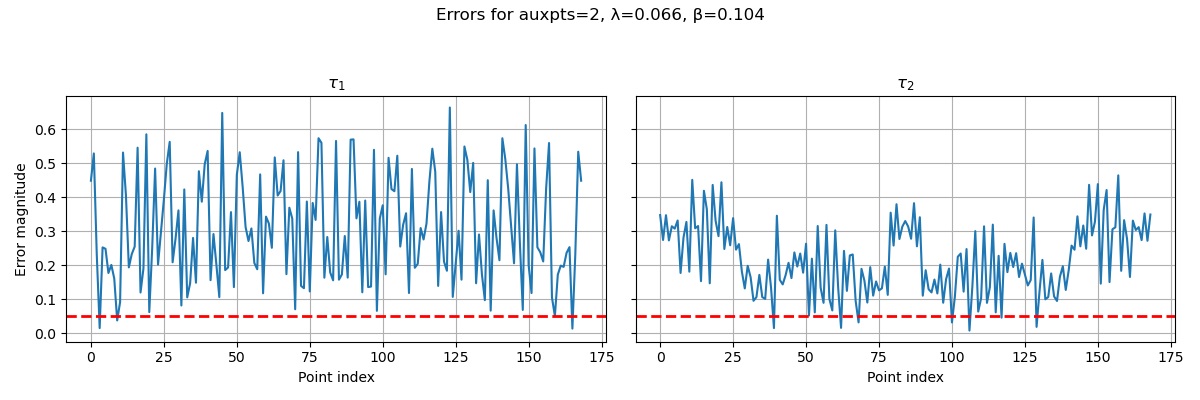 Errors for auxpts=2, λ=0.066, β=0.104
τ₁
τ₂
Error magnitude
0.6
0.5
0.4
0.3
0.2
0.1
0.0
0 25 50 75 100 125 150 175
0 25 50 75 100 125 150 175
Point index
Point index